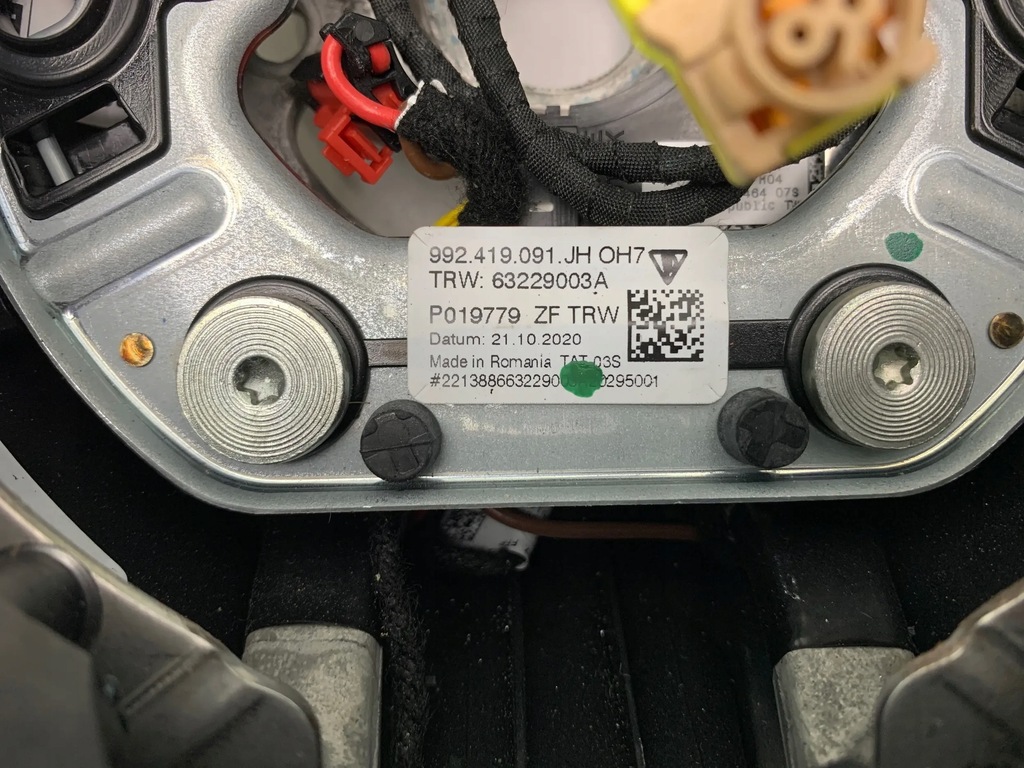 992.419.091.JH OH7
TRW: 63229003A
P019779 ZF TRW
Datum: 21.10.2020
Made in Romania TAT 03S